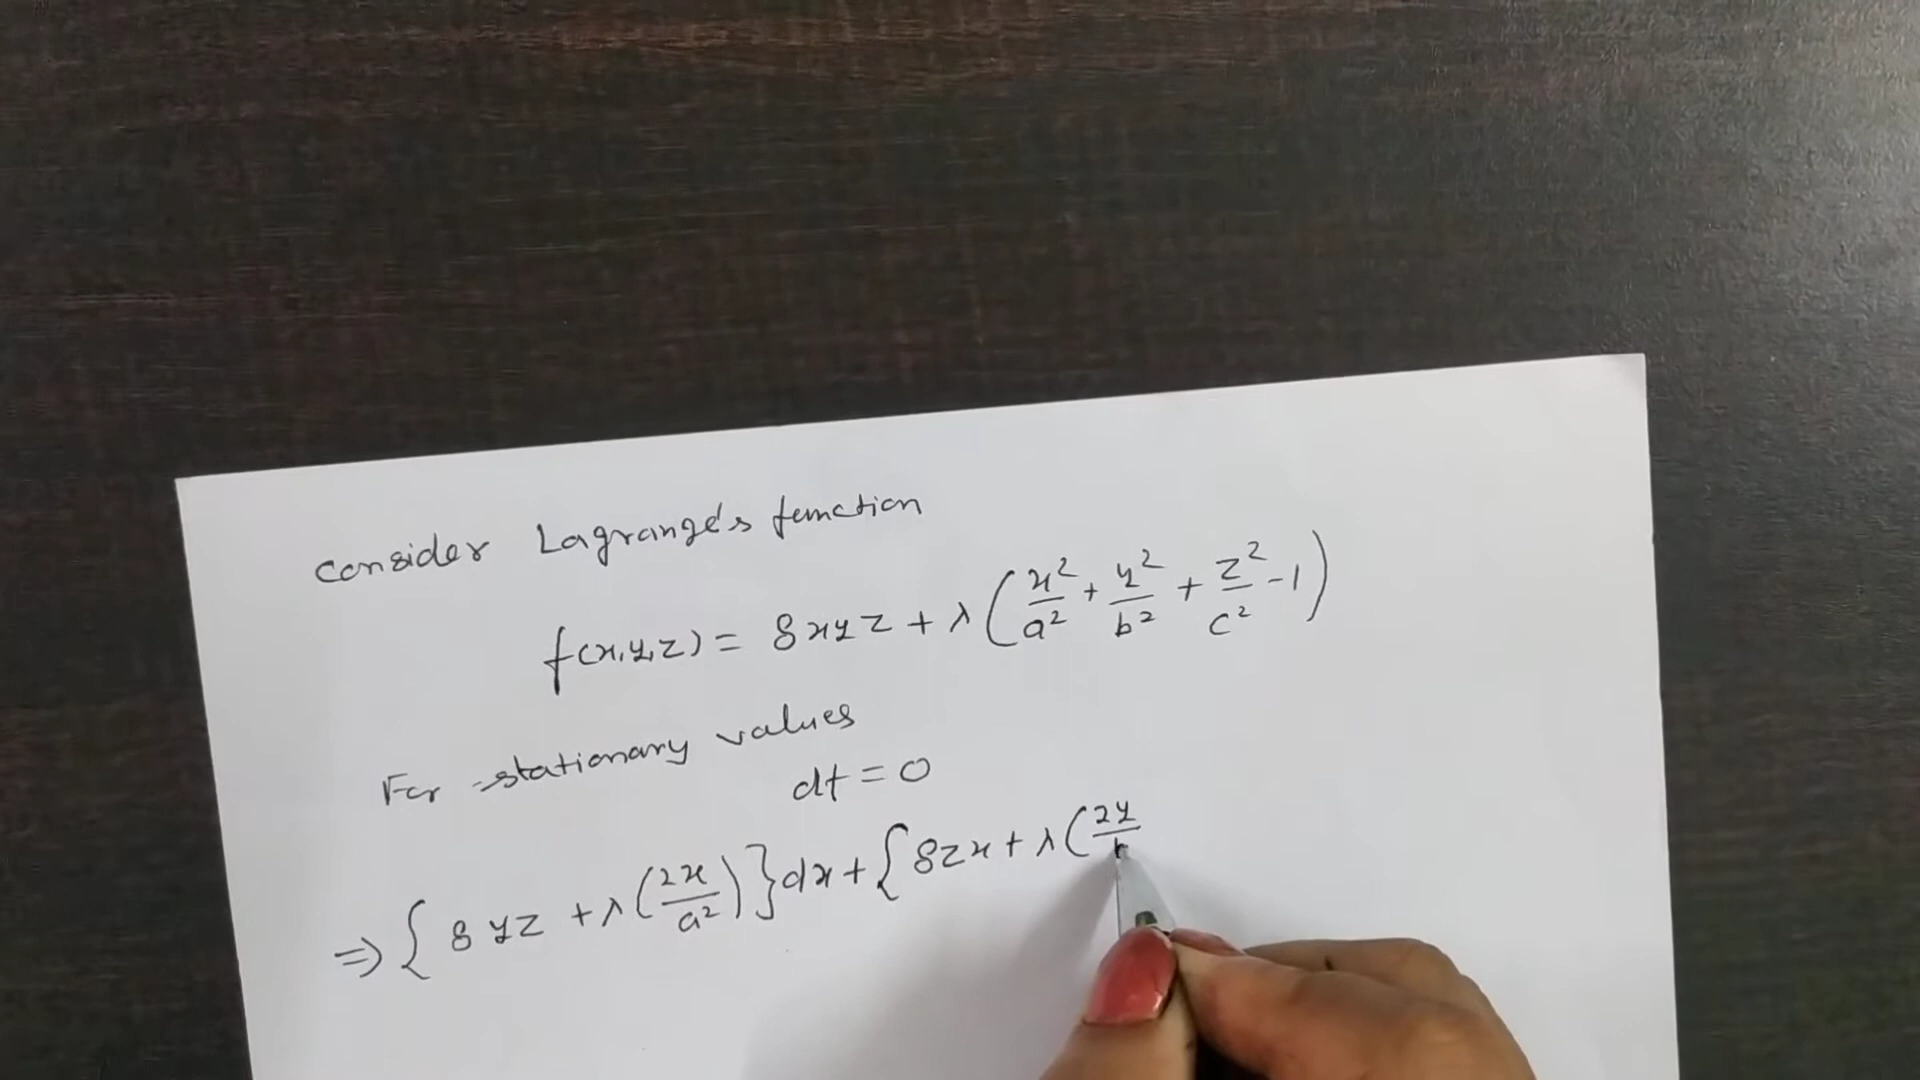 Consider Lagrange's function
f(x,y,z) = 8xyz + λ(x²/a² + y²/b² + z²/c² - 1)
For stationary values
df = 0
⇒ {8yz + λ(2x/a²)}dx + {8zx + λ(2y/b